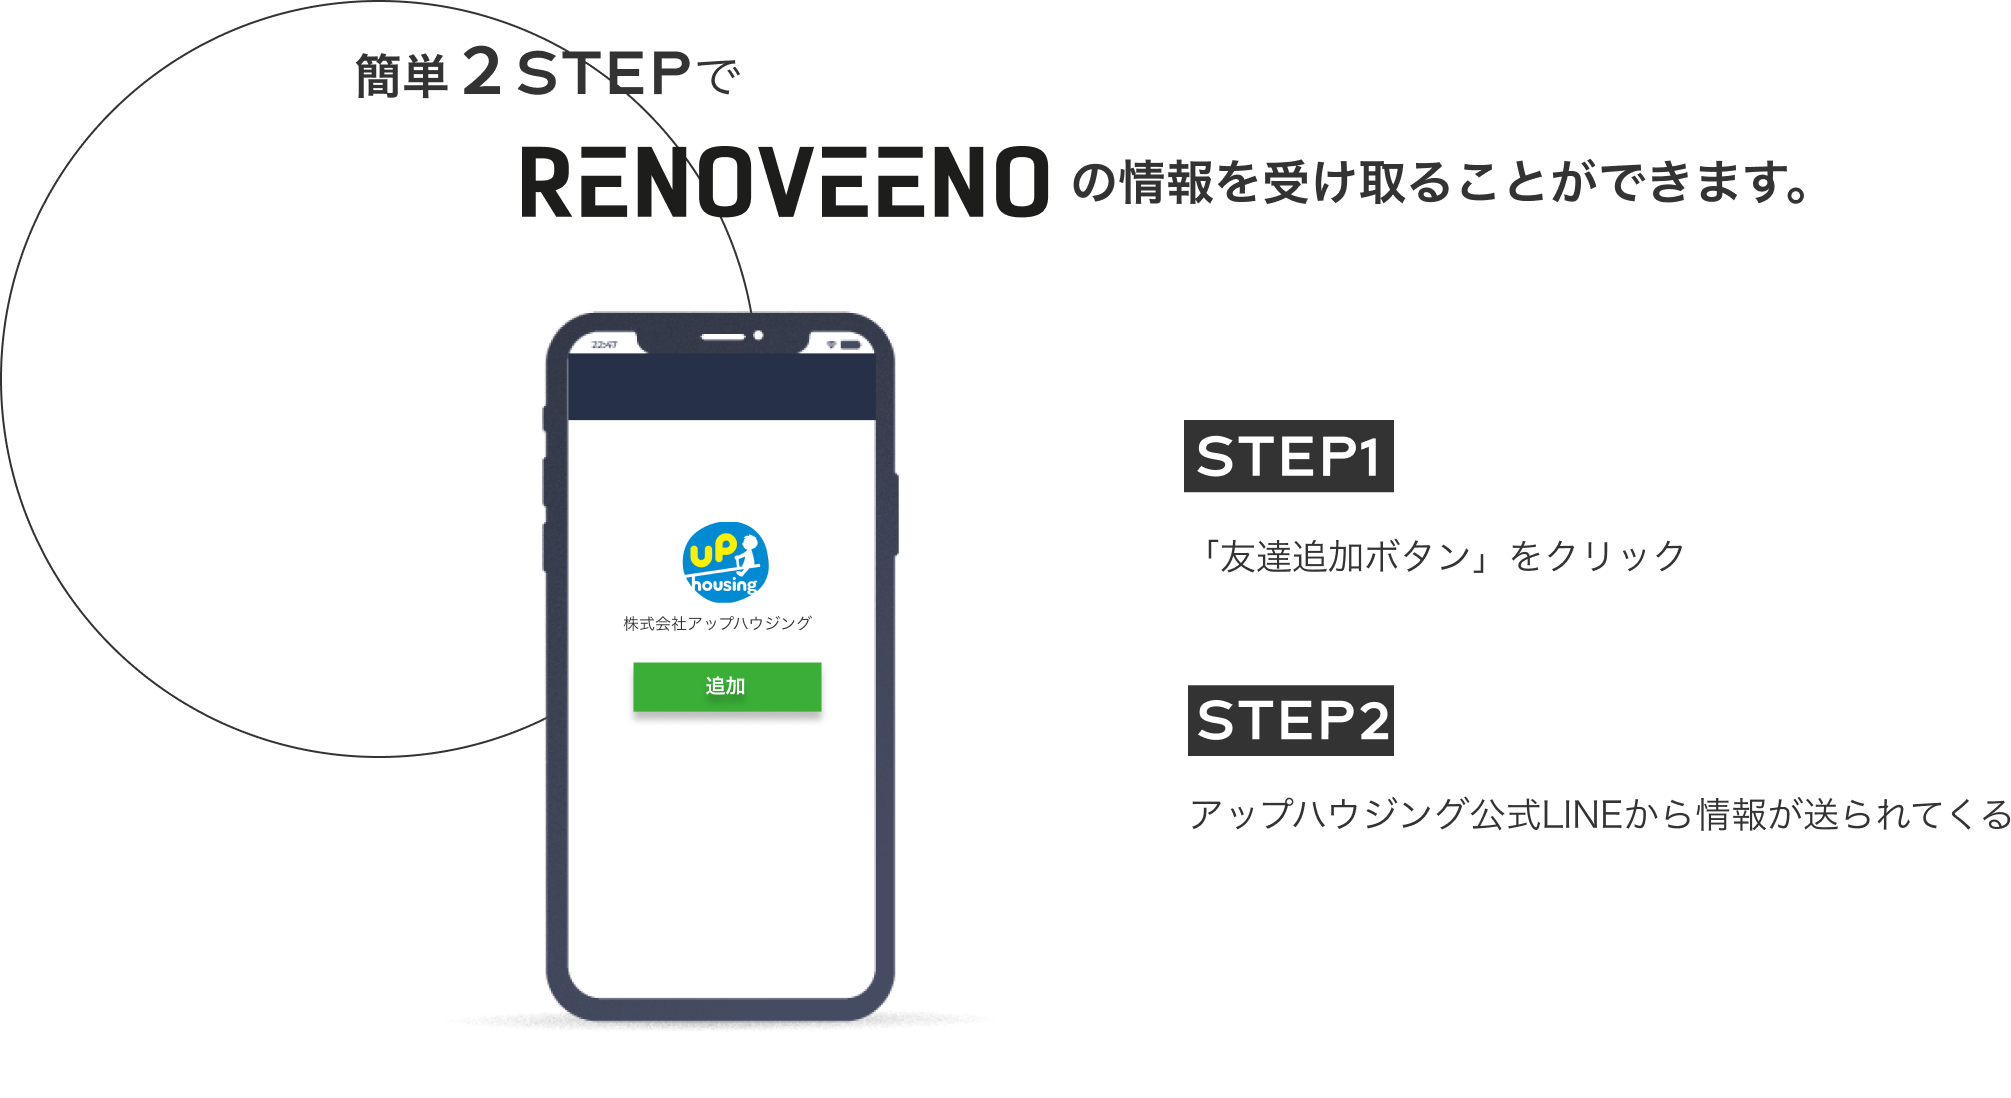 簡単2 STEPで
RENOVEENO の情報を受け取ることができます。
22:47
up
housing
株式会社アップハウジング
追加
STEP1
「友達追加ボタン」をクリック
STEP2
アップハウジング公式LINEから情報が送られてくる